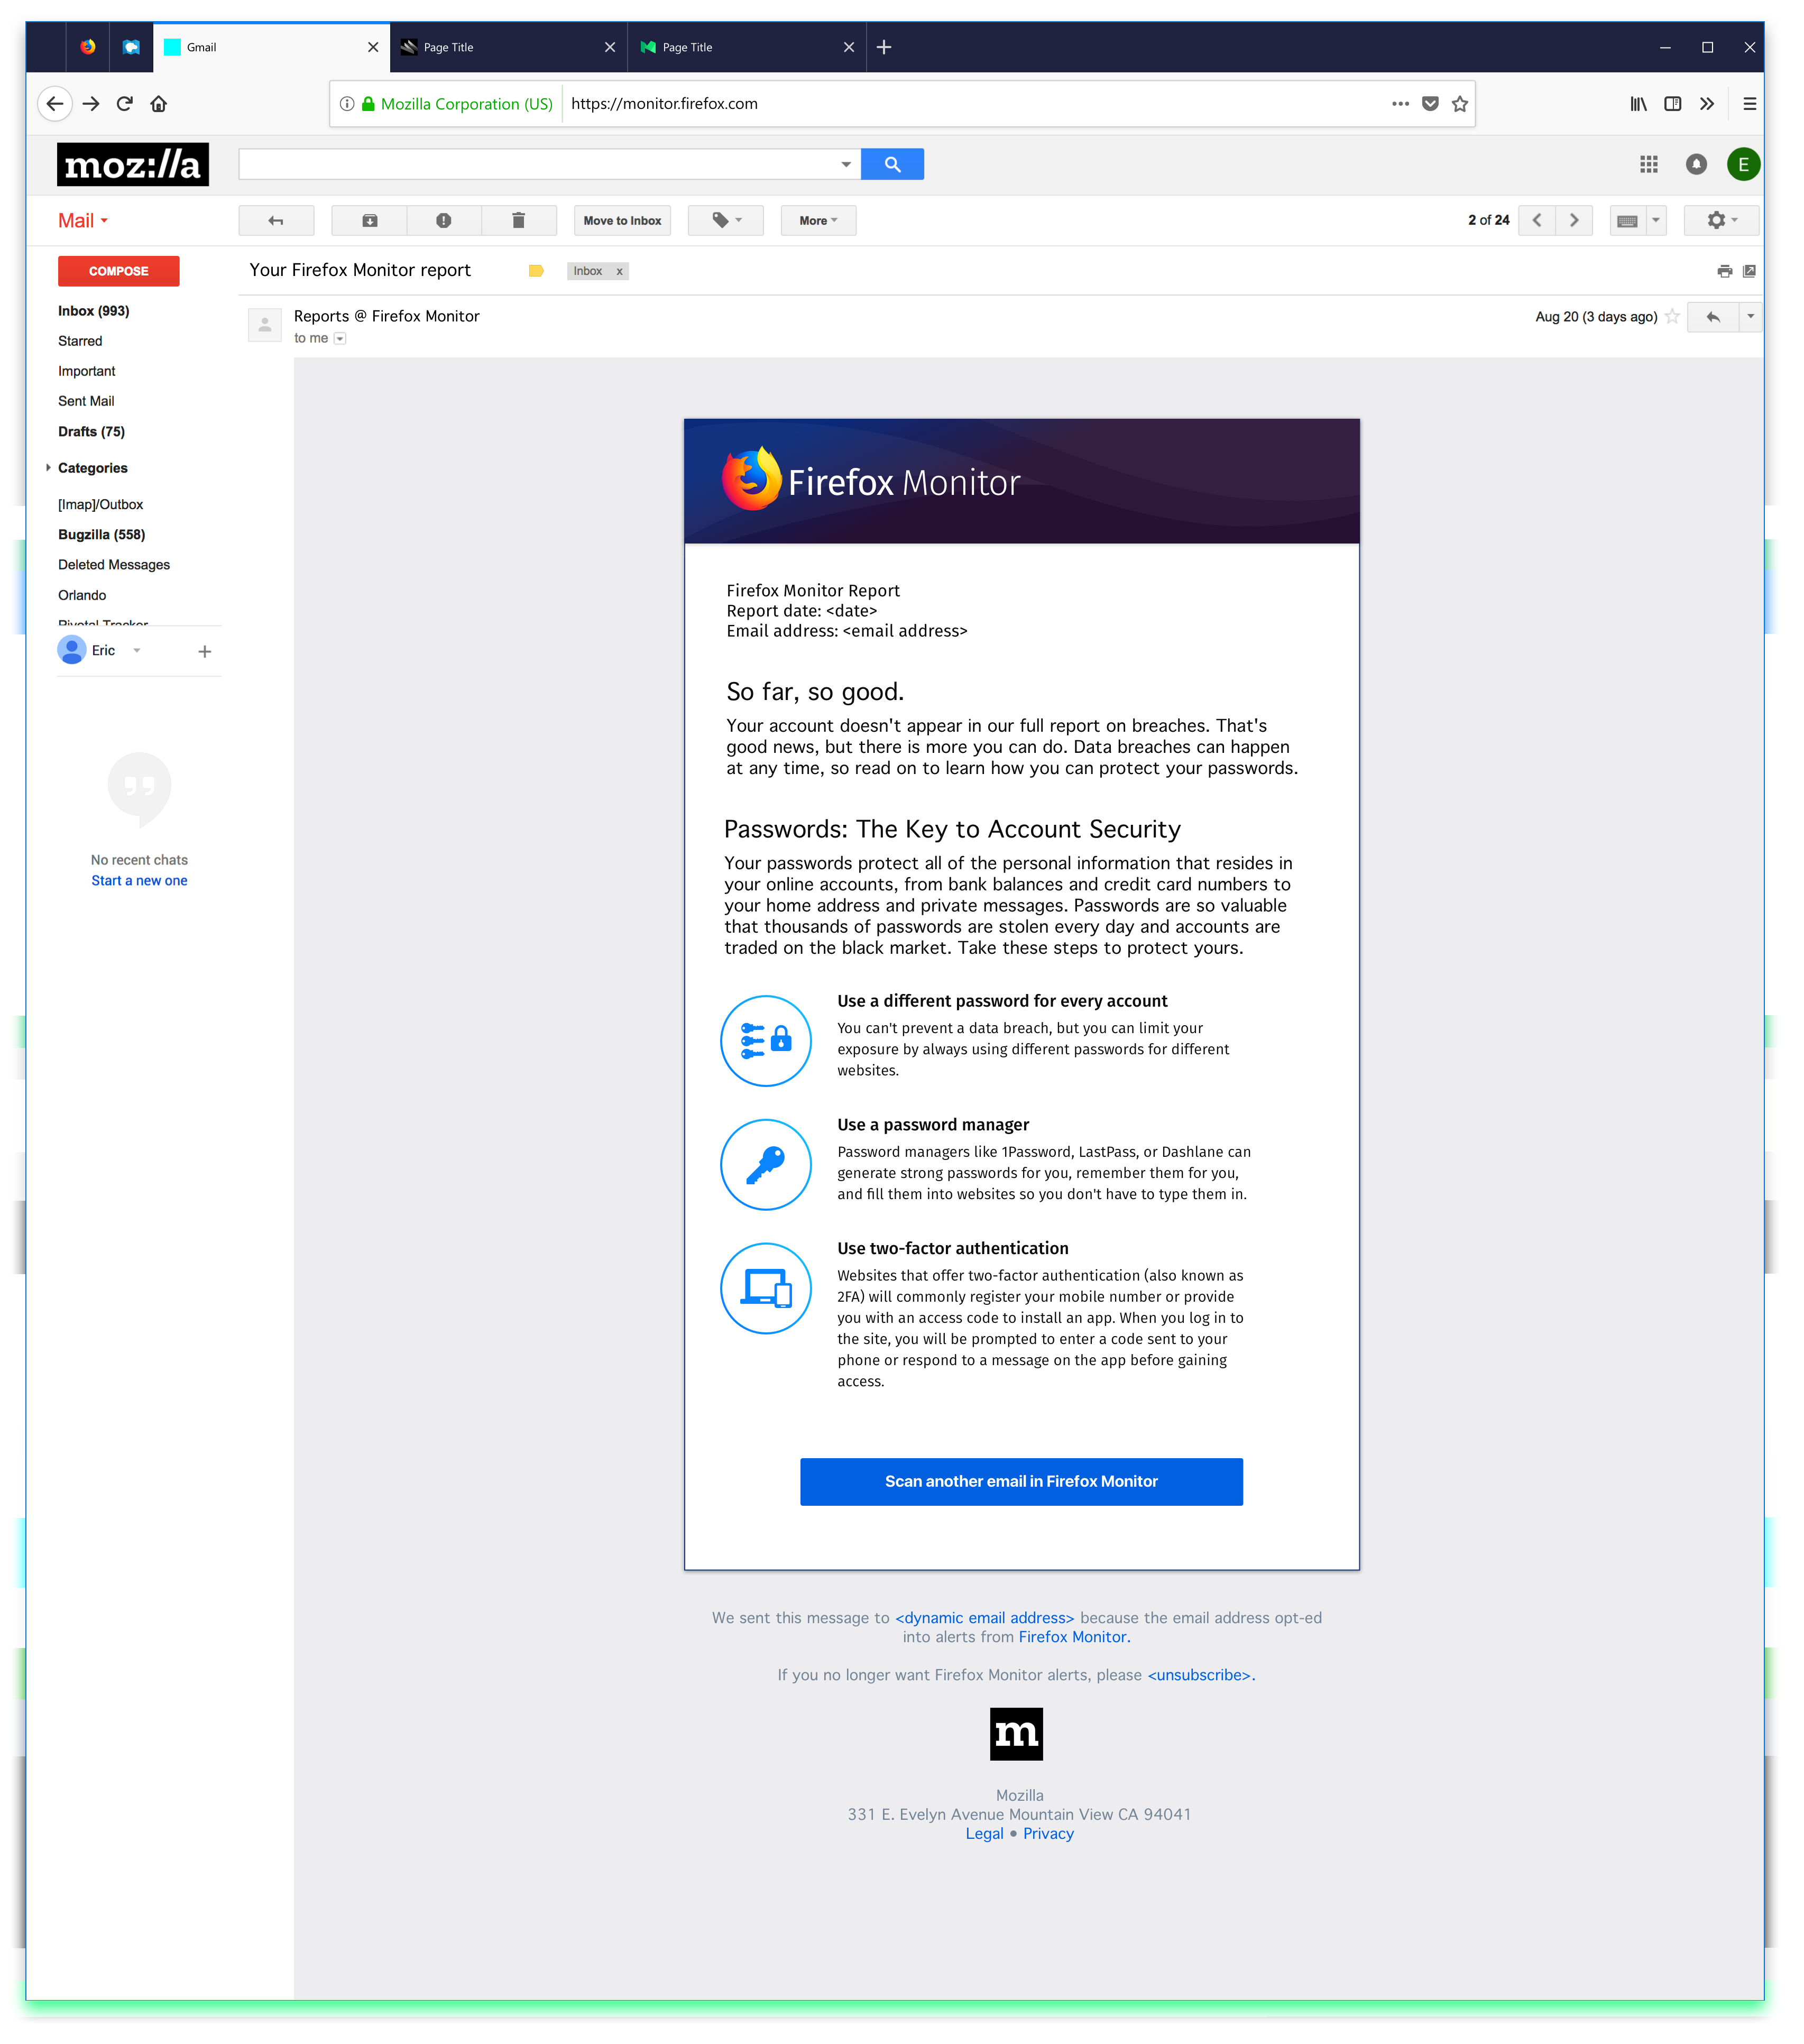 Gmail
Page Title
Page Title
Mozilla Corporation (US)
https://monitor.firefox.com
moz://a
E
Mail
Move to Inbox
More
2 of 24
COMPOSE
Your Firefox Monitor report
Inbox x
Inbox (993)
Starred
Important
Sent Mail
Drafts (75)
Categories
[Imap]/Outbox
Bugzilla (558)
Deleted Messages
Orlando
Pivotal Tracker
Eric
No recent chats
Start a new one
Reports @ Firefox Monitor
to me
Aug 20 (3 days ago)
Firefox Monitor
Firefox Monitor Report
Report date: <date>
Email address: <email address>
So far, so good.
Your account doesn't appear in our full report on breaches. That's
good news, but there is more you can do. Data breaches can happen
at any time, so read on to learn how you can protect your passwords.
Passwords: The Key to Account Security
Your passwords protect all of the personal information that resides in
your online accounts, from bank balances and credit card numbers to
your home address and private messages. Passwords are so valuable
that thousands of passwords are stolen every day and accounts are
traded on the black market. Take these steps to protect yours.
Use a different password for every account
You can't prevent a data breach, but you can limit your
exposure by always using different passwords for different
websites.
Use a password manager
Password managers like 1Password, LastPass, or Dashlane can
generate strong passwords for you, remember them for you,
and fill them into websites so you don't have to type them in.
Use two-factor authentication
Websites that offer two-factor authentication (also known as
2FA) will commonly register your mobile number or provide
you with an access code to install an app. When you log in to
the site, you will be prompted to enter a code sent to your
phone or respond to a message on the app before gaining
access.
Scan another email in Firefox Monitor
We sent this message to <dynamic email address> because the email address opt-ed
into alerts from Firefox Monitor.
If you no longer want Firefox Monitor alerts, please <unsubscribe>.
m
Mozilla
331 E. Evelyn Avenue Mountain View CA 94041
Legal • Privacy